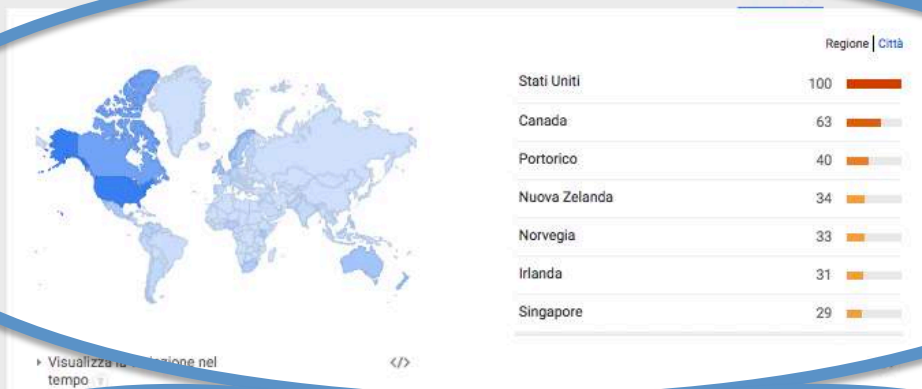 Regione | Città
Stati Uniti 100
Canada 63
Portorico 40
Nuova Zelanda 34
Norvegia 33
Irlanda 31
Singapore 29
Visualizza la nel
tempo ?
</>